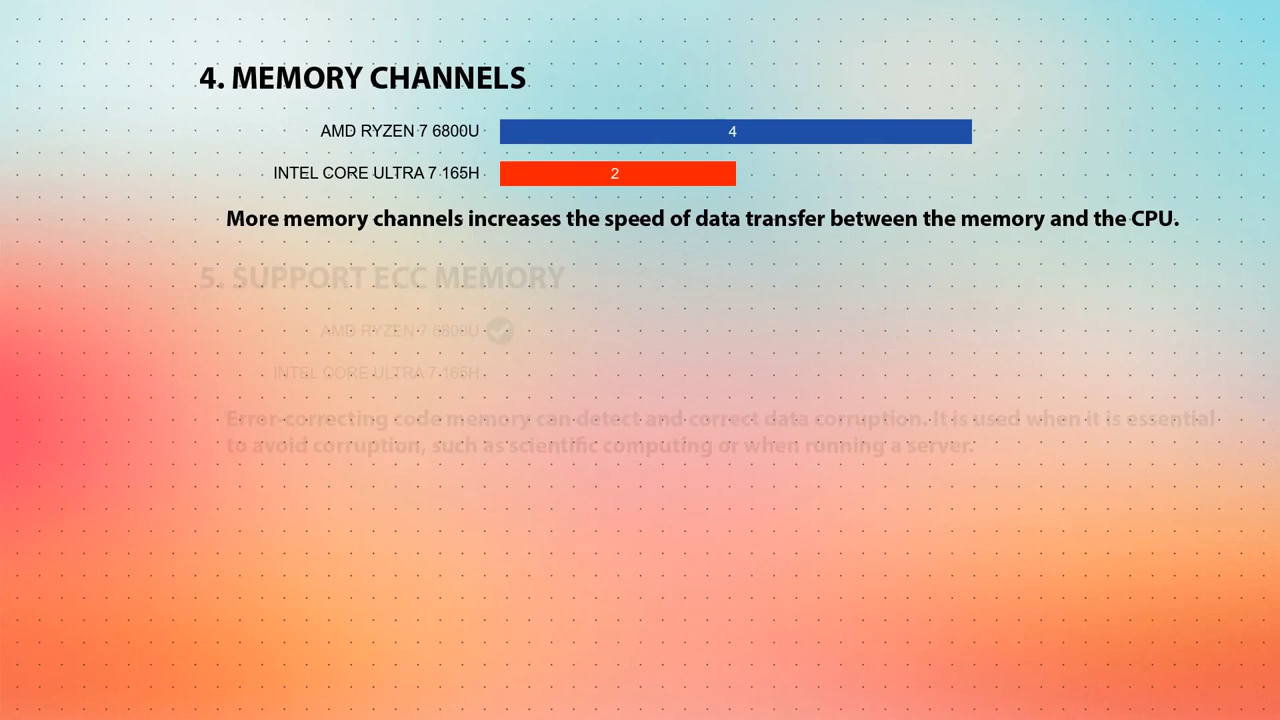 4. MEMORY CHANNELS
AMD RYZEN 7 6800U
4
INTEL CORE ULTRA 7 165H
2
More memory channels increases the speed of data transfer between the memory and the CPU.
5. SUPPORT ECC MEMORY
AMD RYZEN 7 6800U
INTEL CORE ULTRA 7 165H
Error-correcting code memory can detect and correct data corruption. It is used when it is essential
to avoid corruption, such as scientific computing or when running a server.